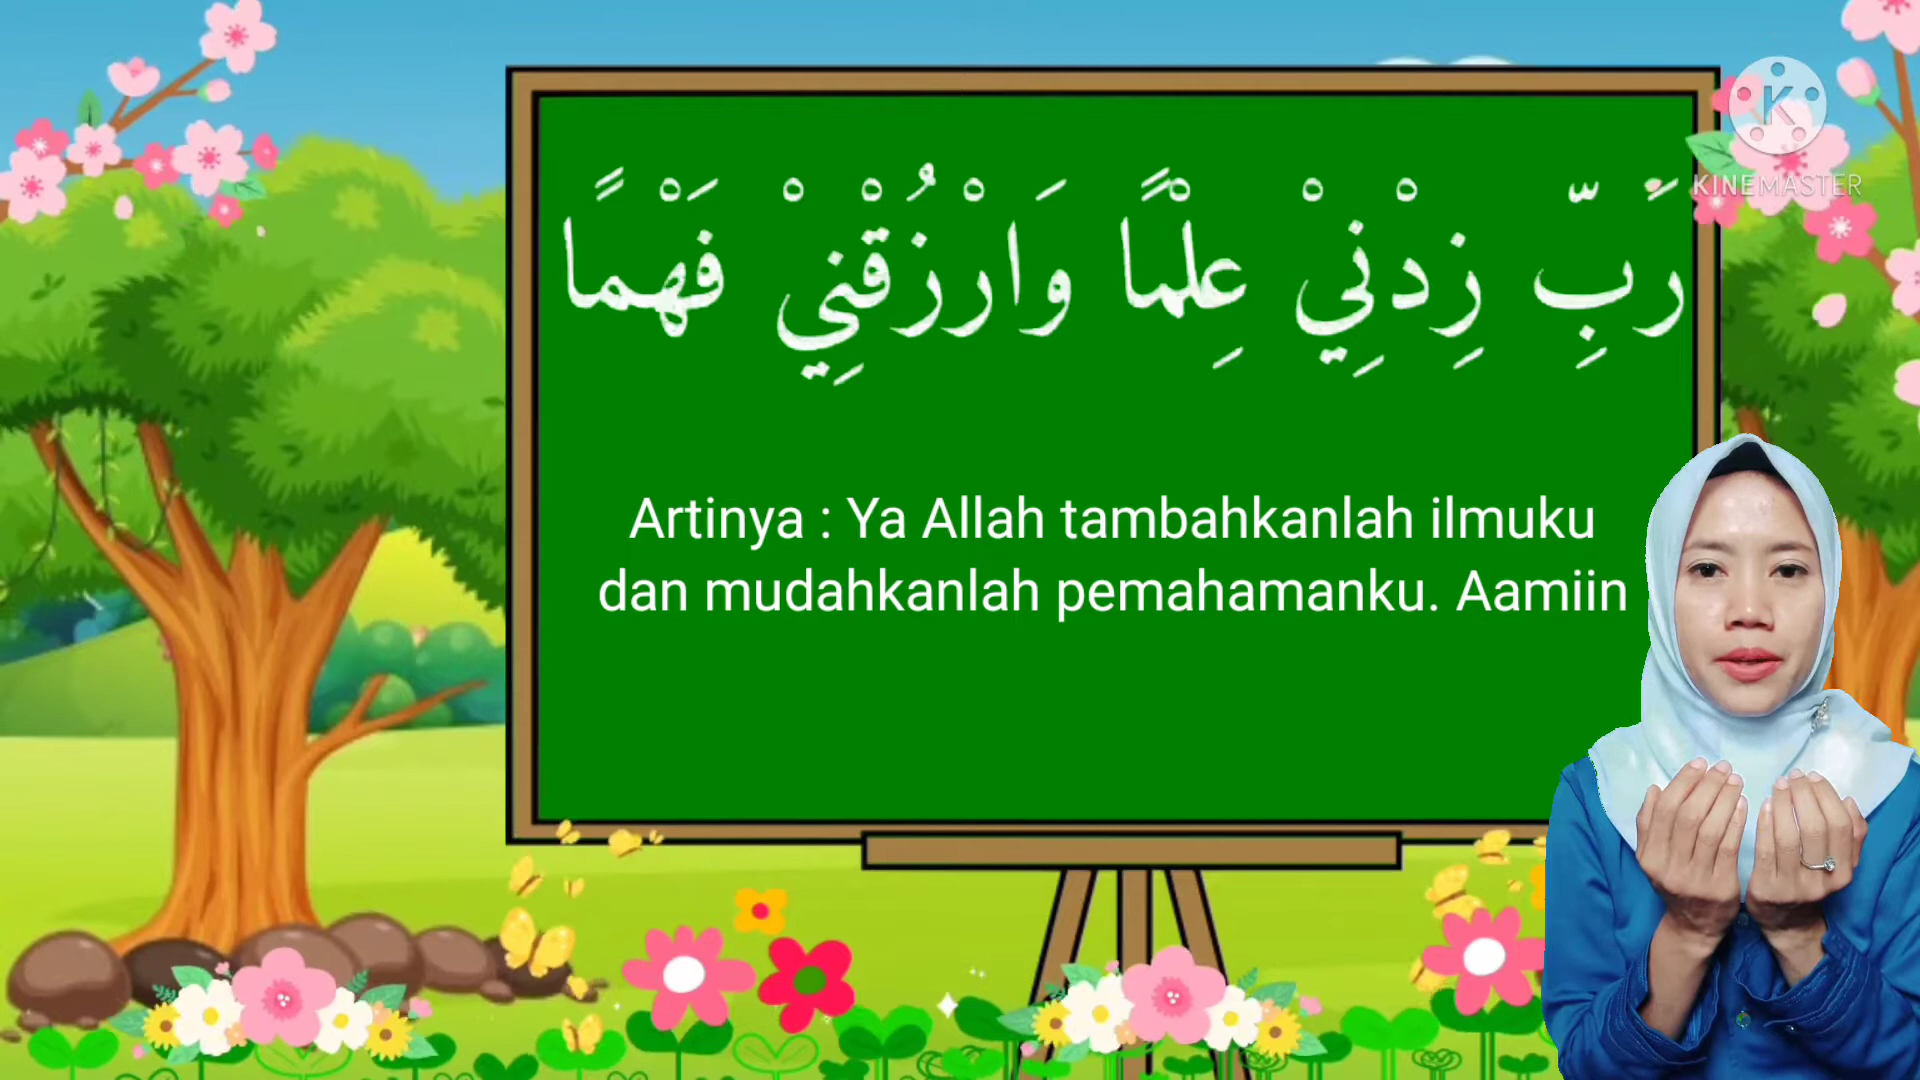 رَبِّ زِدْنِيْ عِلْمًا وَارْزُقْنِيْ فَهْمًا
Artinya : Ya Allah tambahkanlah ilmuku
dan mudahkanlah pemahamanku. Aamiin
K
KINEMASTER